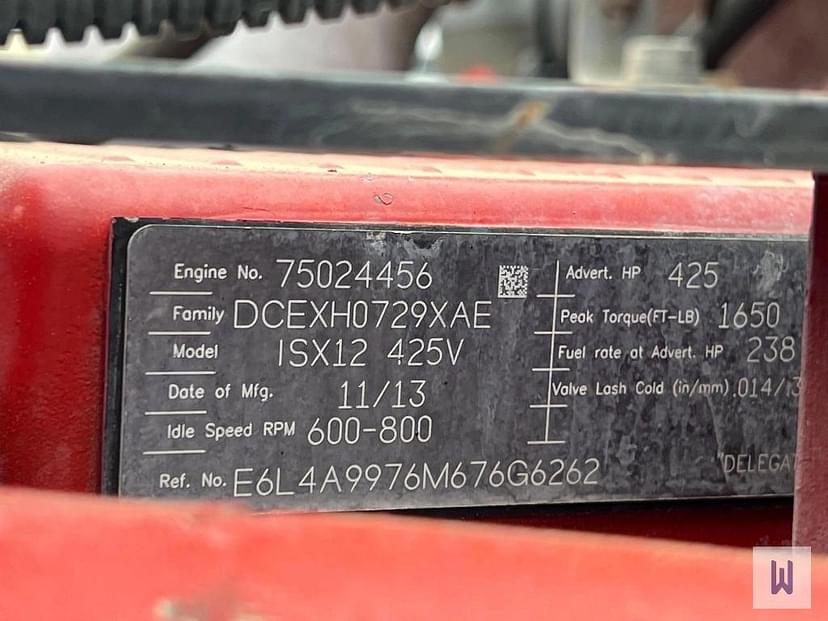 Engine No. 75024456
Family DCEXH0729XAE
Model ISX12 425V
Date of Mfg. 11/13
Idle Speed RPM 600-800
Ref. No. E6L4A9976M676G6262
Advert. HP 425
Peak Torque(FT-LB) 1650
Fuel rate at Advert. HP 238
Valve Lash Cold (in/mm) .014/
"DELEGAT
W